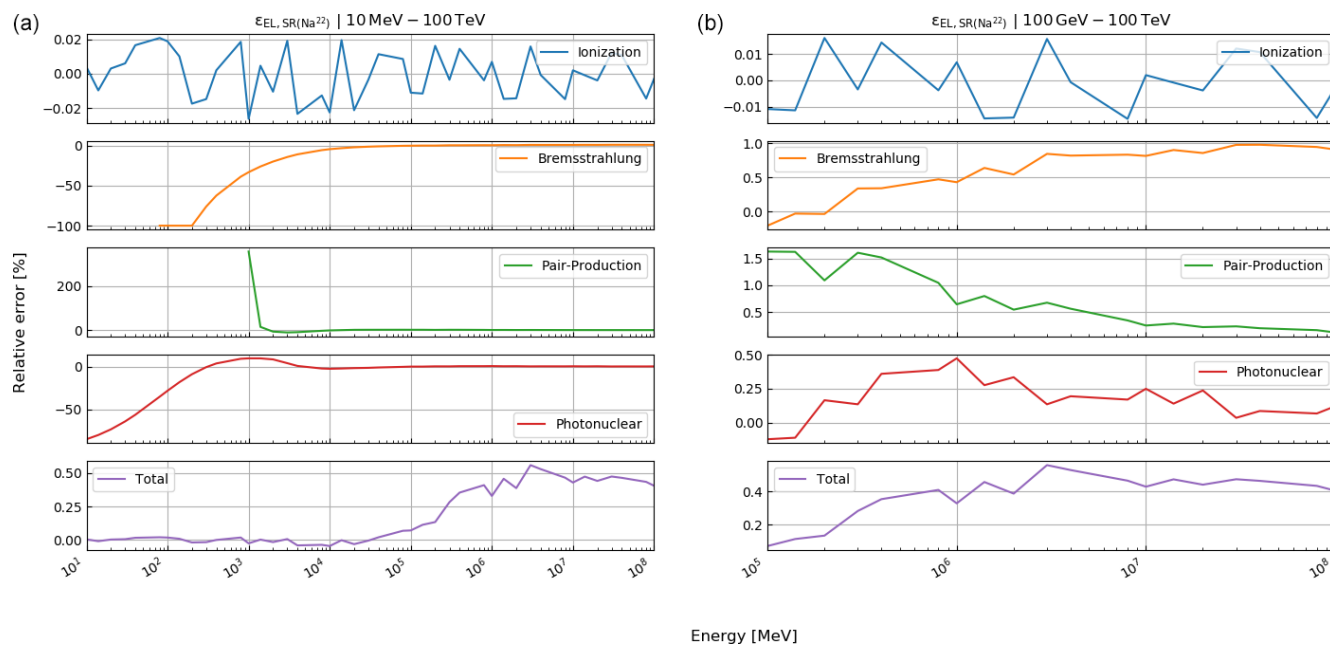 (a)
ε_EL, SR(Na²²) | 10 MeV − 100 TeV
0.02
0.00
−0.02
Ionization
0
−50
−100
Bremsstrahlung
200
0
Pair-Production
0
−50
Photonuclear
0.50
0.25
0.00
Total
10¹
10²
10³
10⁴
10⁵
10⁶
10⁷
10⁸
Relative error [%]
(b)
ε_EL, SR(Na²²) | 100 GeV − 100 TeV
0.01
0.00
−0.01
Ionization
1.0
0.5
0.0
Bremsstrahlung
1.5
1.0
0.5
Pair-Production
0.50
0.25
0.00
Photonuclear
0.4
0.2
Total
10⁵
10⁶
10⁷
10⁸
Energy [MeV]